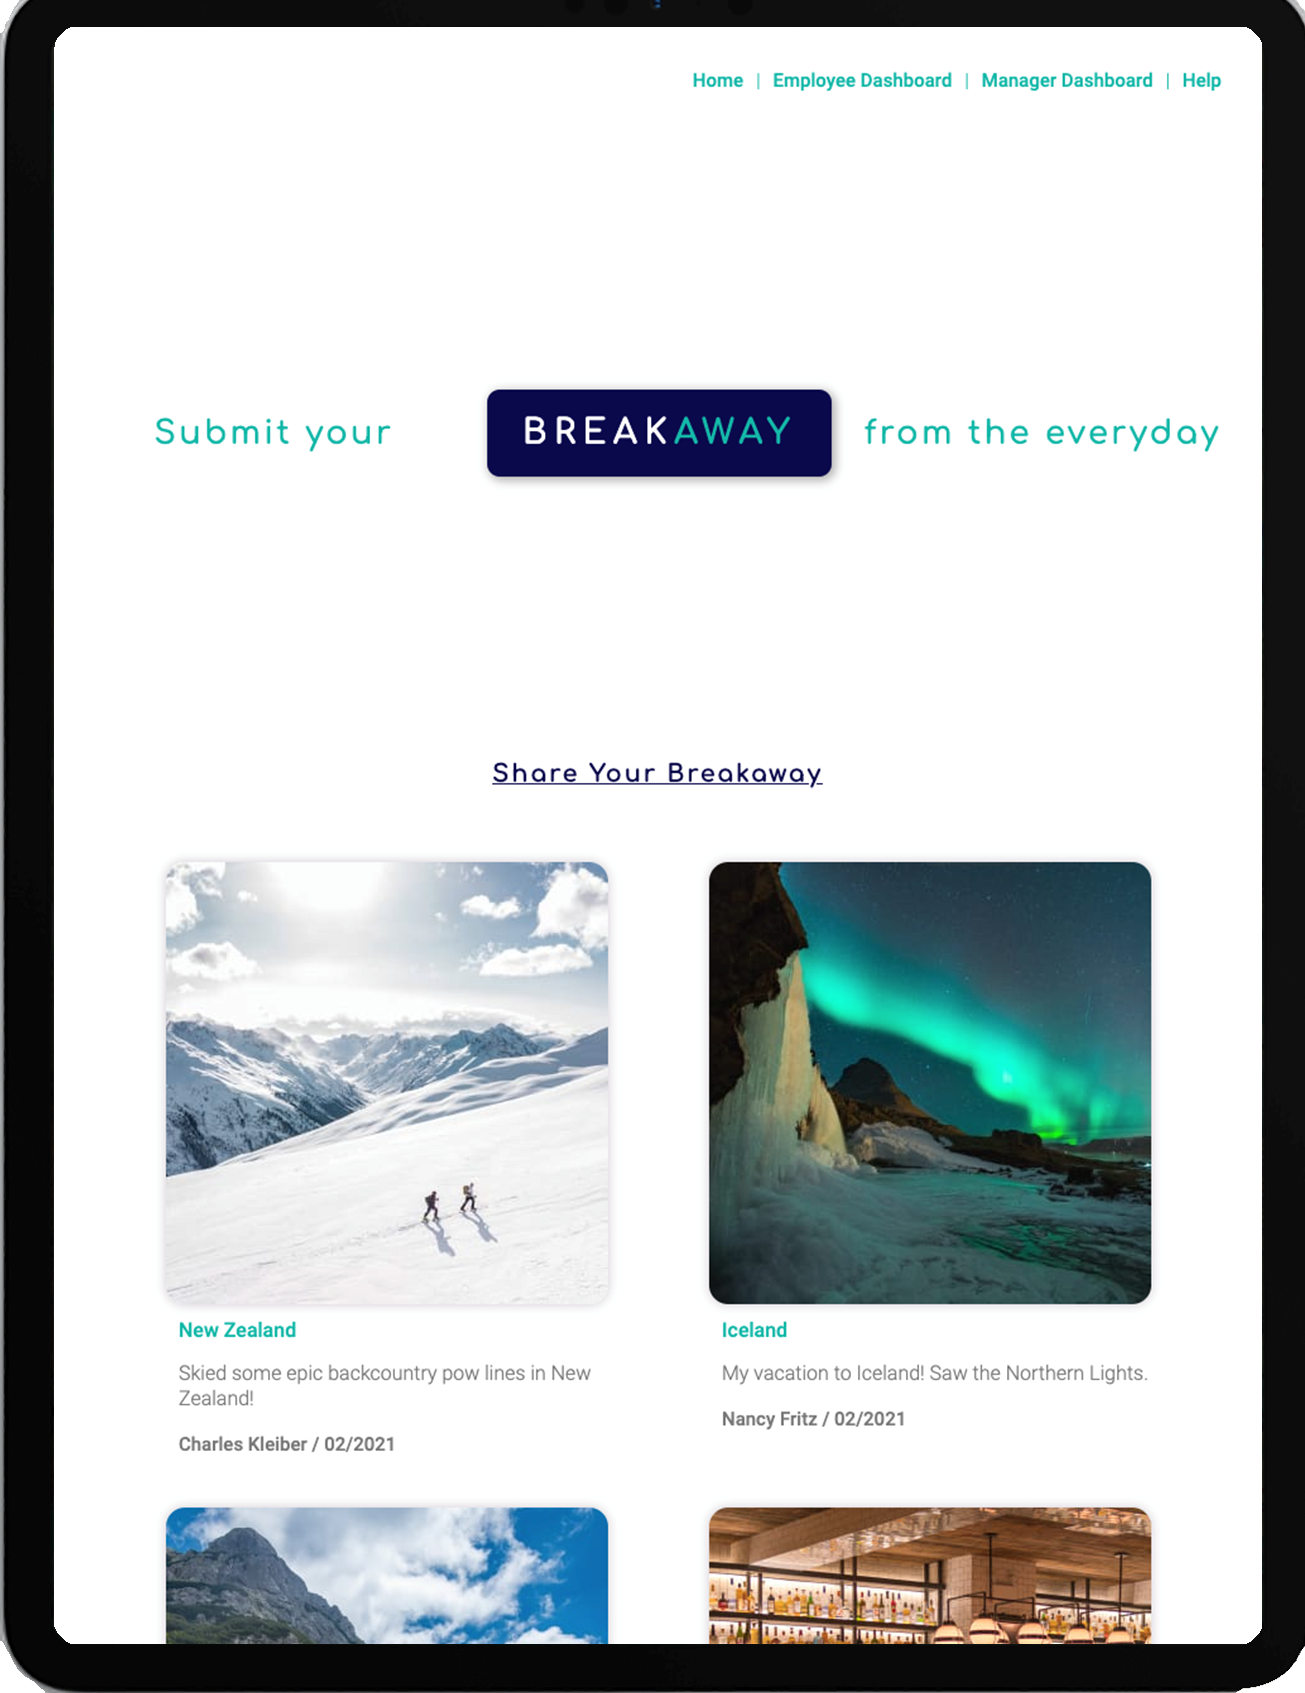 Home | Employee Dashboard | Manager Dashboard | Help
Submit your BREAKAWAY from the everyday
Share Your Breakaway
New Zealand
Skied some epic backcountry pow lines in New
Zealand!
Charles Kleiber / 02/2021
Iceland
My vacation to Iceland! Saw the Northern Lights.
Nancy Fritz / 02/2021